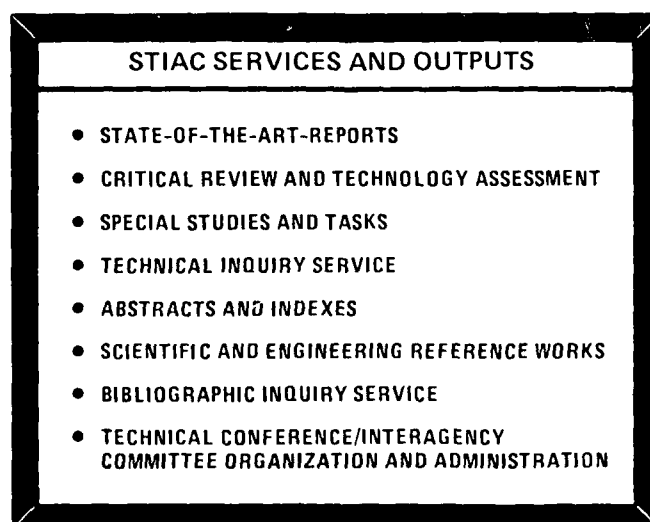 STIAC SERVICES AND OUTPUTS
• STATE-OF-THE-ART-REPORTS
• CRITICAL REVIEW AND TECHNOLOGY ASSESSMENT
• SPECIAL STUDIES AND TASKS
• TECHNICAL INQUIRY SERVICE
• ABSTRACTS AND INDEXES
• SCIENTIFIC AND ENGINEERING REFERENCE WORKS
• BIBLIOGRAPHIC INQUIRY SERVICE
• TECHNICAL CONFERENCE/INTERAGENCY
COMMITTEE ORGANIZATION AND ADMINISTRATION